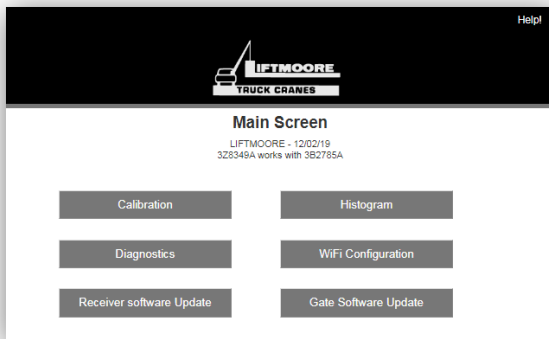 Help!
LIFTMOORE
TRUCK CRANES
Main Screen
LIFTMOORE - 12/02/19
3Z8349A works with 3B2785A
Calibration
Histogram
Diagnostics
WiFi Configuration
Receiver software Update
Gate Software Update